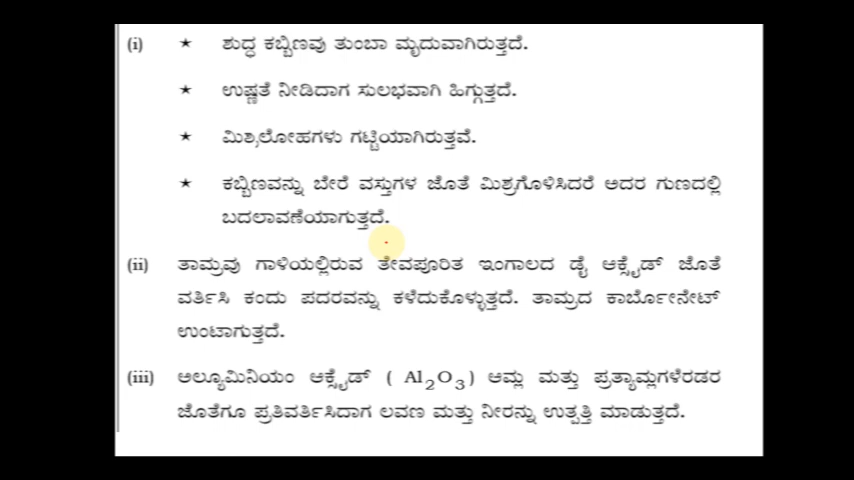 (i) ★ ಶುದ್ಧ ಕಬ್ಬಿಣವು ತುಂಬಾ ಮೃದುವಾಗಿರುತ್ತದೆ.
★ ಉಷ್ಣತೆ ನೀಡಿದಾಗ ಸುಲಭವಾಗಿ ಹಿಗ್ಗುತ್ತದೆ.
★ ಮಿಶ್ರಲೋಹಗಳು ಗಟ್ಟಿಯಾಗಿರುತ್ತವೆ.
★ ಕಬ್ಬಿಣವನ್ನು ಬೇರೆ ವಸ್ತುಗಳ ಜೊತೆ ಮಿಶ್ರಗೊಳಿಸಿದರೆ ಅದರ ಗುಣದಲ್ಲಿ
ಬದಲಾವಣೆಯಾಗುತ್ತದೆ.
(ii) ತಾಮ್ರವು ಗಾಳಿಯಲ್ಲಿರುವ ತೇವಪೂರಿತ ಇಂಗಾಲದ ಡೈ ಆಕ್ಸೈಡ್ ಜೊತೆ
ವರ್ತಿಸಿ ಕಂದು ಪದರವನ್ನು ಕಳೆದುಕೊಳ್ಳುತ್ತದೆ. ತಾಮ್ರದ ಕಾರ್ಬೋನೇಟ್
ಉಂಟಾಗುತ್ತದೆ.
(iii) ಅಲ್ಯೂಮಿನಿಯಂ ಆಕ್ಸೈಡ್ ( Al₂O₃ ) ಆಮ್ಲ ಮತ್ತು ಪ್ರತ್ಯಾಮ್ಲಗಳೆರಡರ
ಜೊತೆಗೂ ಪ್ರತಿವರ್ತಿಸಿದಾಗ ಲವಣ ಮತ್ತು ನೀರನ್ನು ಉತ್ಪತ್ತಿ ಮಾಡುತ್ತದೆ.